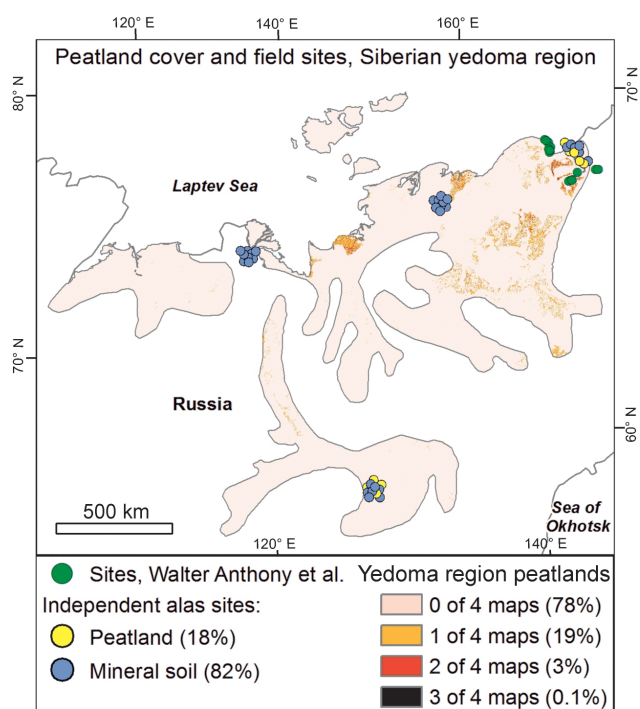 120° E 140° E 160° E
Peatland cover and field sites, Siberian yedoma region
80° N
70° N
Laptev Sea
70° N
Russia
60° N
500 km
Sea of
Okhotsk
120° E 140° E
Sites, Walter Anthony et al.
Independent alas sites:
Peatland (18%)
Mineral soil (82%)
Yedoma region peatlands
0 of 4 maps (78%)
1 of 4 maps (19%)
2 of 4 maps (3%)
3 of 4 maps (0.1%)